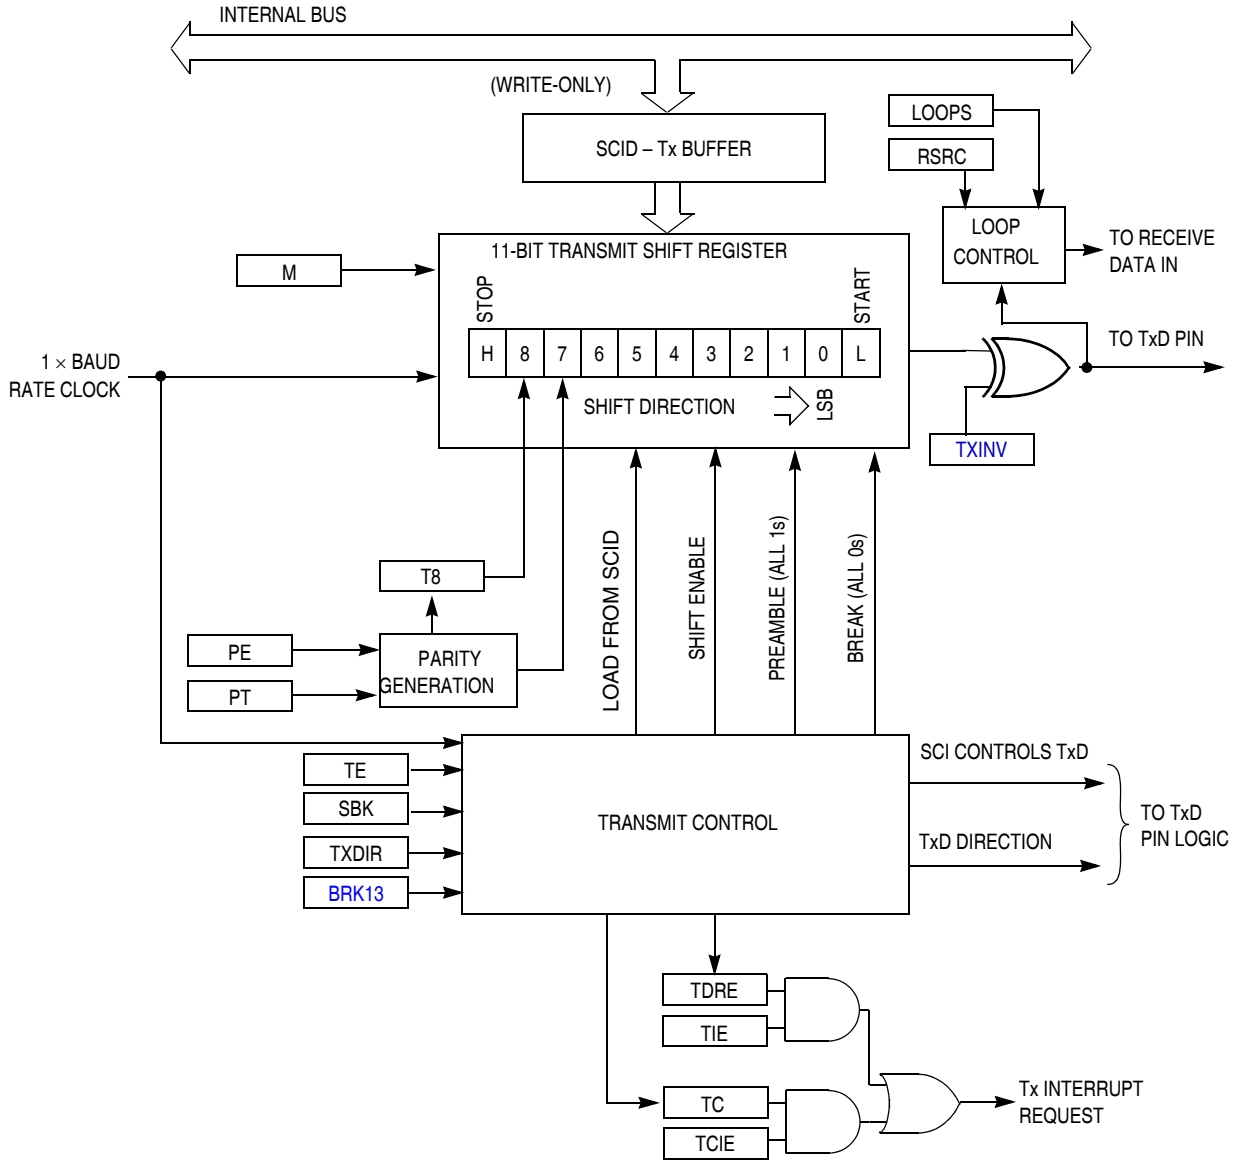 INTERNAL BUS
(WRITE-ONLY)
SCID – Tx BUFFER
LOOPS
RSRC
LOOP
CONTROL
TO RECEIVE
DATA IN
11-BIT TRANSMIT SHIFT REGISTER
M
STOP
START
H 8 7 6 5 4 3 2 1 0 L
1 × BAUD
RATE CLOCK
SHIFT DIRECTION
LSB
TO TxD PIN
TXINV
LOAD FROM SCID
SHIFT ENABLE
PREAMBLE (ALL 1s)
BREAK (ALL 0s)
T8
PE
PT
PARITY
GENERATION
TE
SBK
TXDIR
BRK13
TRANSMIT CONTROL
SCI CONTROLS TxD
TxD DIRECTION
TO TxD
PIN LOGIC
TDRE
TIE
TC
TCIE
Tx INTERRUPT
REQUEST